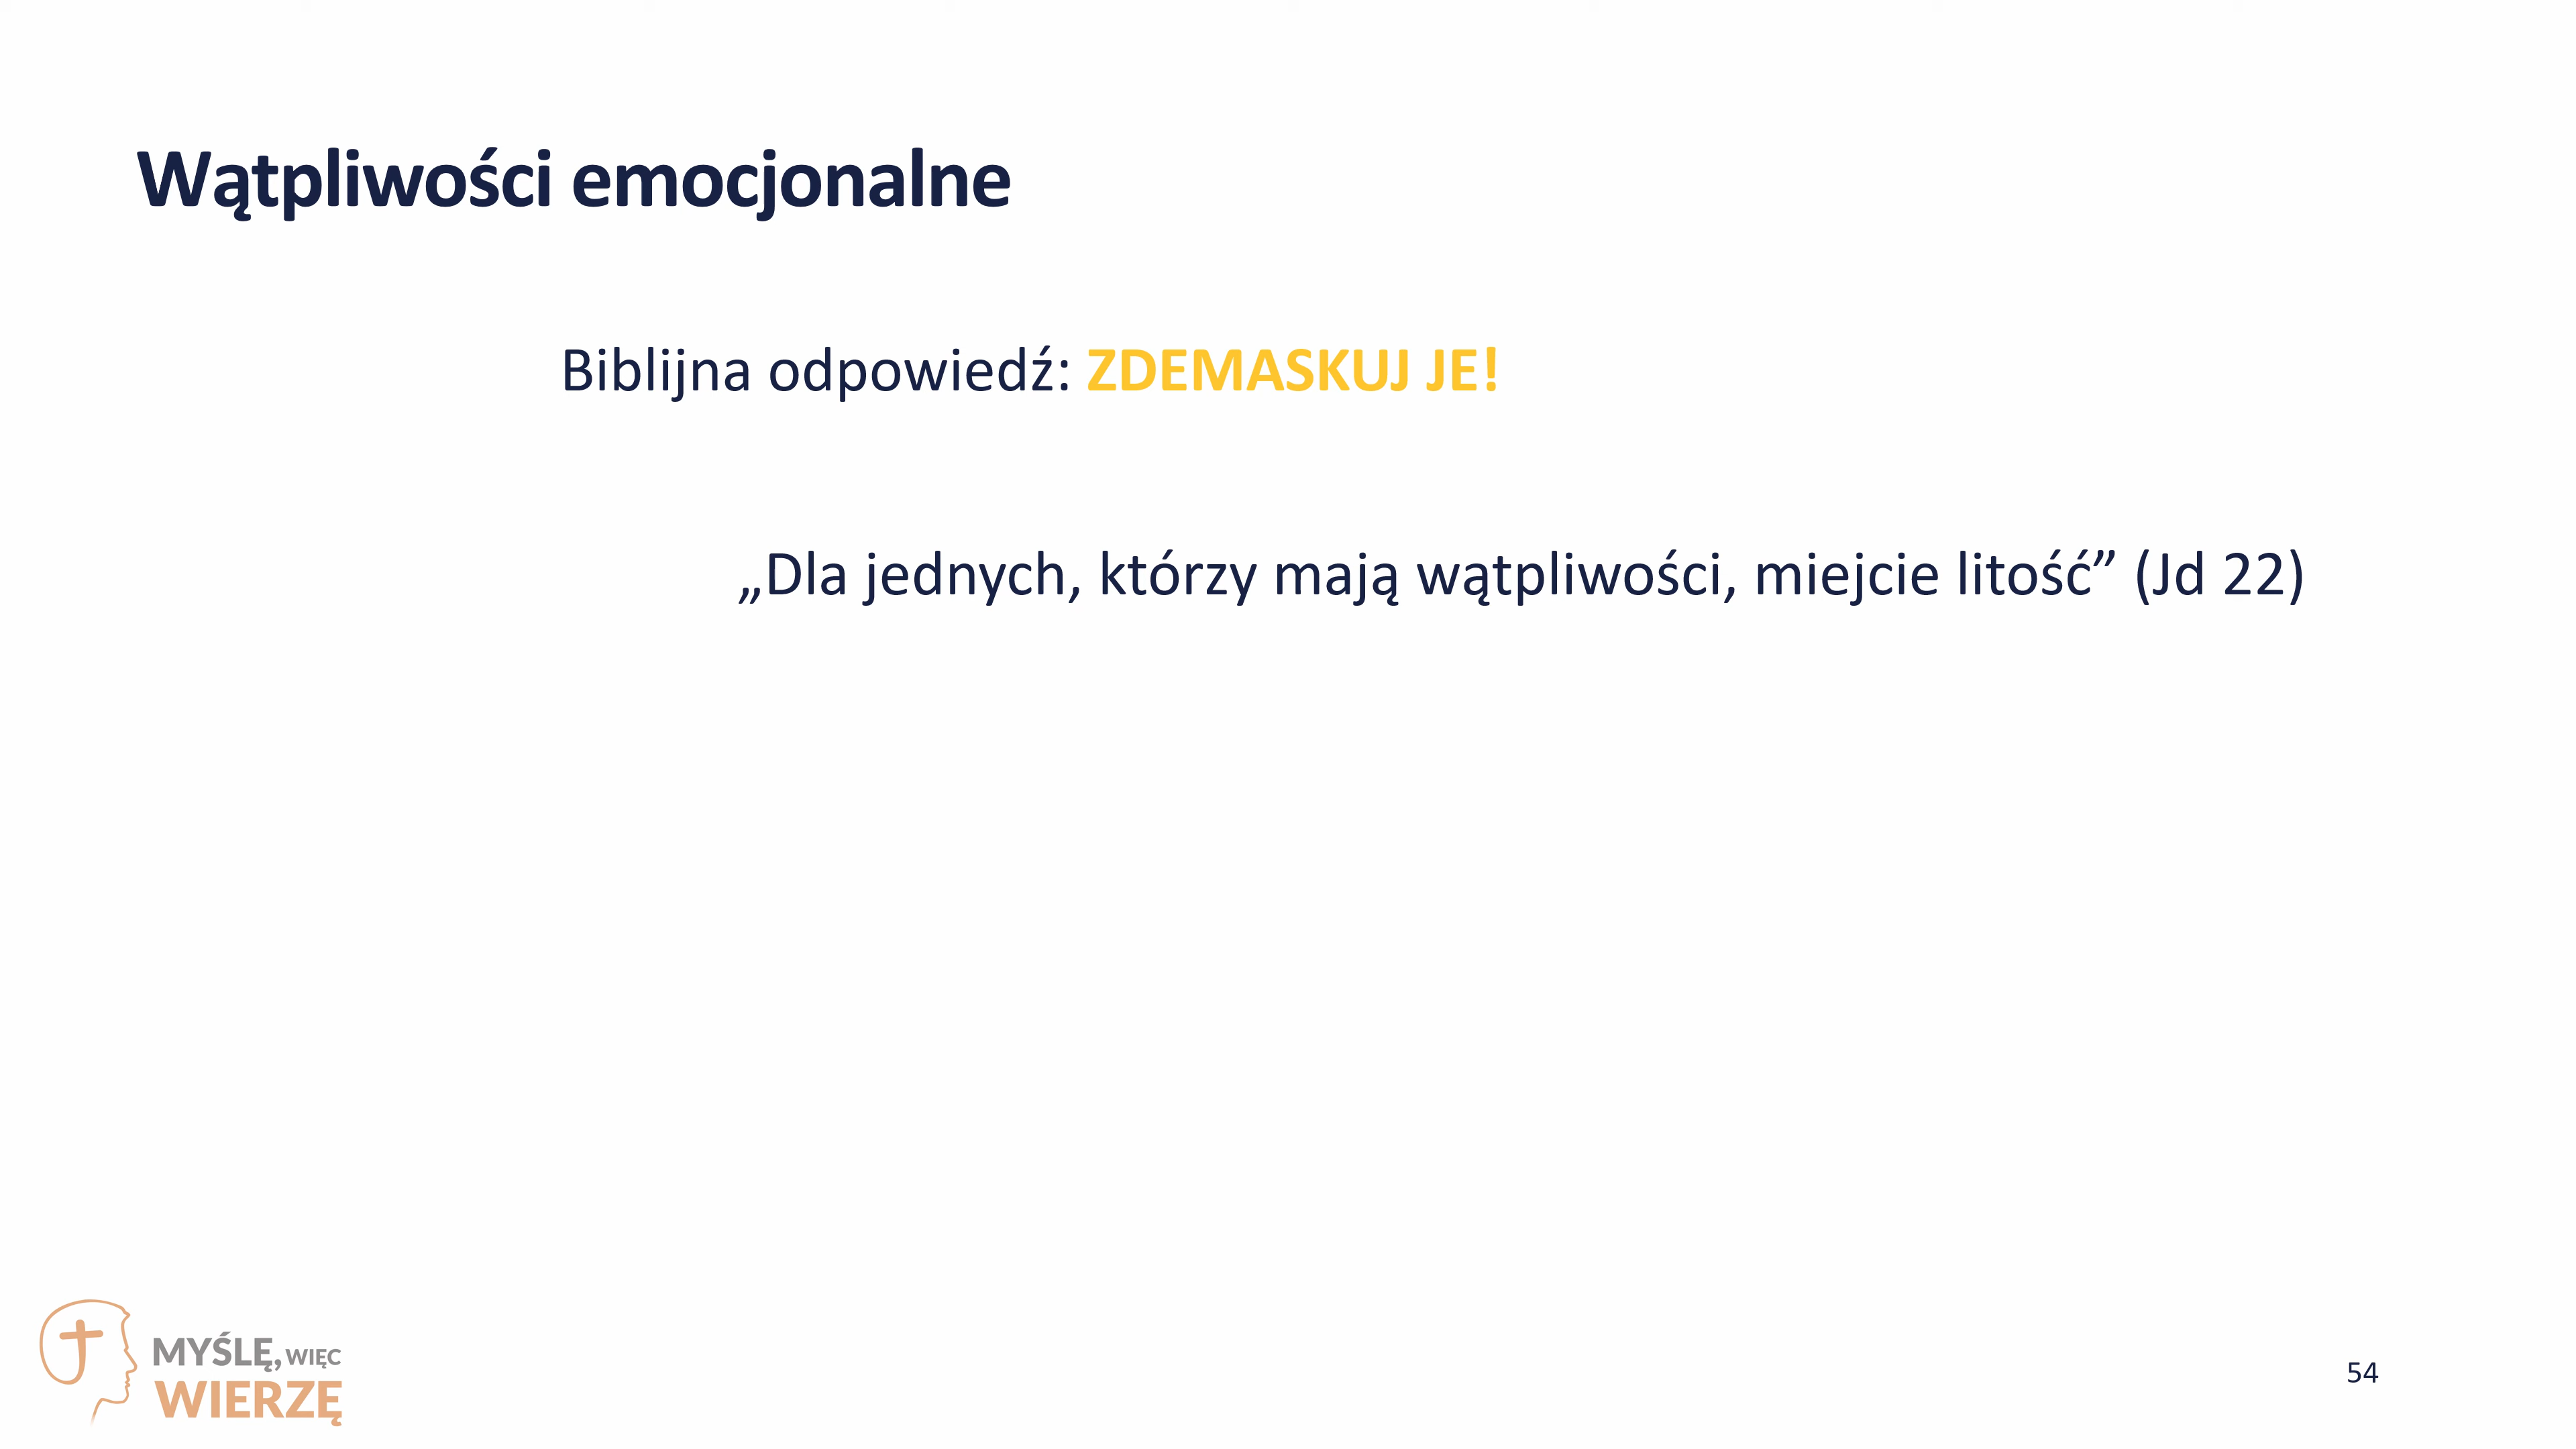 Wątpliwości emocjonalne
Biblijna odpowiedź: ZDEMASKUJ JE!
„Dla jednych, którzy mają wątpliwości, miejcie litość” (Jd 22)
MYŚLĘ, WIĘC
WIERZĘ
54